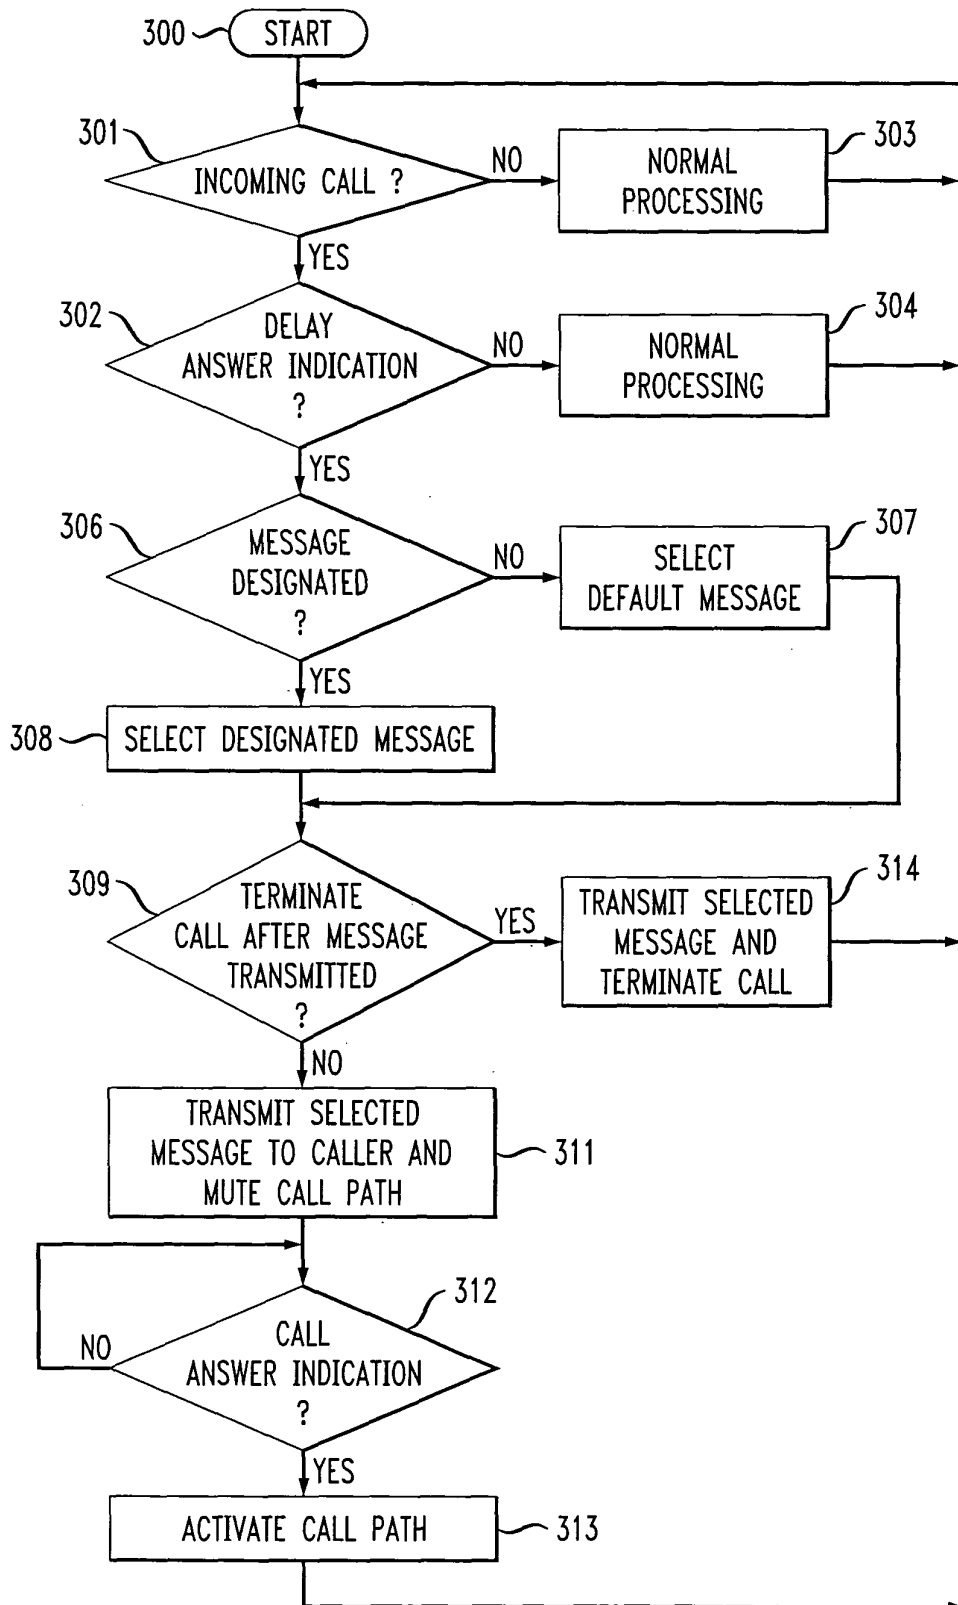 300
START
301
INCOMING CALL ?
NO
NORMAL
PROCESSING
303
YES
302
DELAY
ANSWER INDICATION
?
NO
NORMAL
PROCESSING
304
YES
306
MESSAGE
DESIGNATED
?
NO
SELECT
DEFAULT MESSAGE
307
YES
308
SELECT DESIGNATED MESSAGE
309
TERMINATE
CALL AFTER MESSAGE
TRANSMITTED
?
YES
TRANSMIT SELECTED
MESSAGE AND
TERMINATE CALL
314
NO
TRANSMIT SELECTED
MESSAGE TO CALLER AND
MUTE CALL PATH
311
312
CALL
ANSWER INDICATION
?
NO
YES
ACTIVATE CALL PATH
313